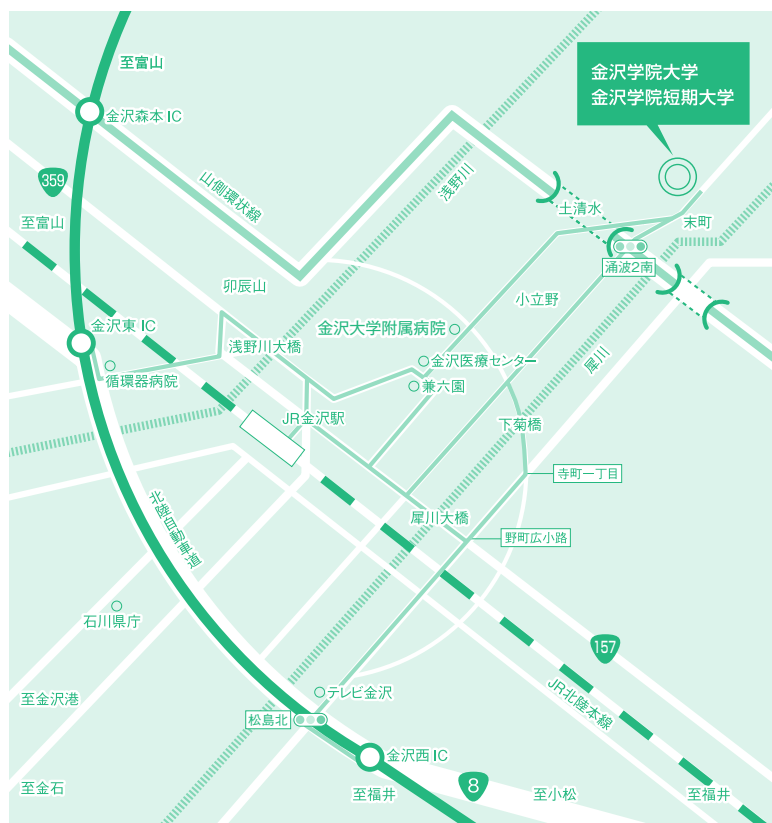 至富山
金沢学院大学
金沢学院短期大学
金沢森本IC
359
山側環状線
浅野川
至富山
土清水
末町
涌波2南
卯辰山
小立野
金沢東IC
金沢大学附属病院
浅野川大橋
金沢医療センター
犀川
循環器病院
兼六園
JR金沢駅
下菊橋
寺町一丁目
北陸自動車道
犀川大橋
野町広小路
石川県庁
157
至金沢港
テレビ金沢
JR北陸本線
松島北
金沢西IC
至金石
8
至福井
至小松
至福井